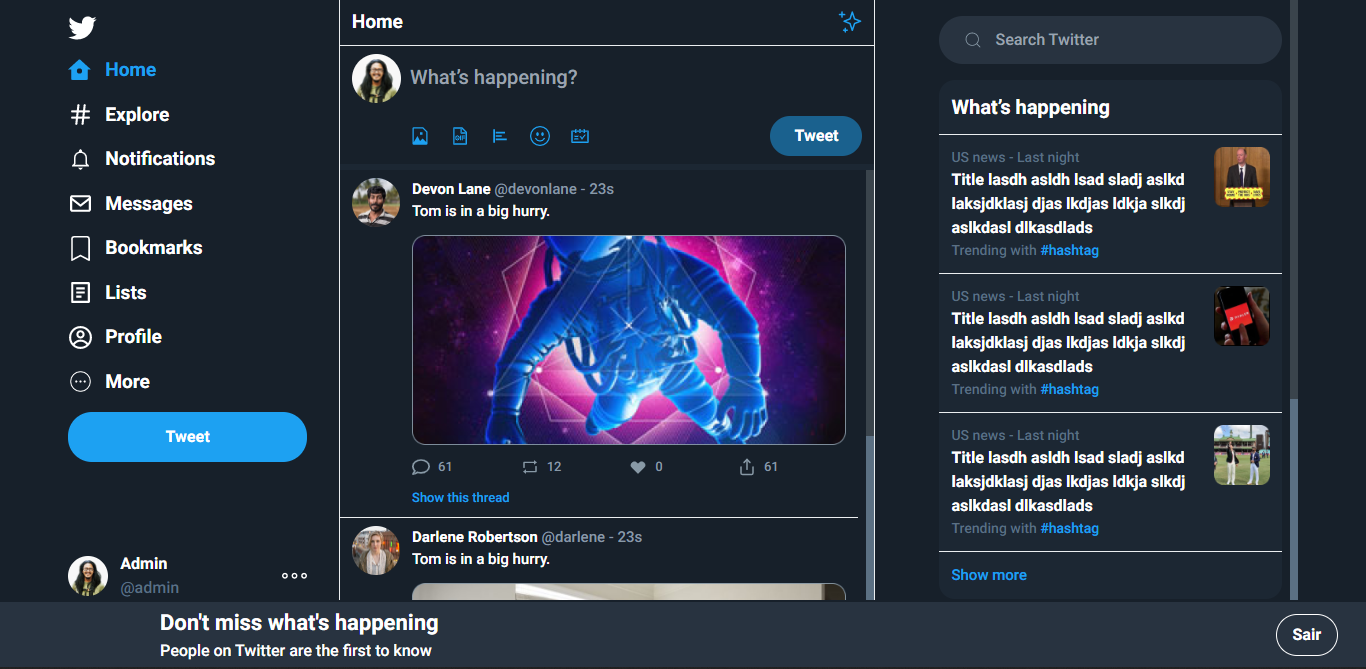 Home
Explore
Notifications
Messages
Bookmarks
Lists
Profile
More
Tweet
Admin
@admin
Home
What's happening?
GIF
Tweet
Devon Lane @devonlane - 23s
Tom is in a big hurry.
61
12
0
61
Show this thread
Darlene Robertson @darlene - 23s
Tom is in a big hurry.
Search Twitter
What's happening
US news - Last night
Title lasdh asldh lsad sladj aslkd
laksjdklasj djas lkdjas ldkja slkdj
aslkdasl dlkasdlads
Trending with #hashtag
US news - Last night
Title lasdh asldh lsad sladj aslkd
laksjdklasj djas lkdjas ldkja slkdj
aslkdasl dlkasdlads
Trending with #hashtag
US news - Last night
Title lasdh asldh lsad sladj aslkd
laksjdklasj djas lkdjas ldkja slkdj
aslkdasl dlkasdlads
Trending with #hashtag
Show more
Don't miss what's happening
People on Twitter are the first to know
Sair